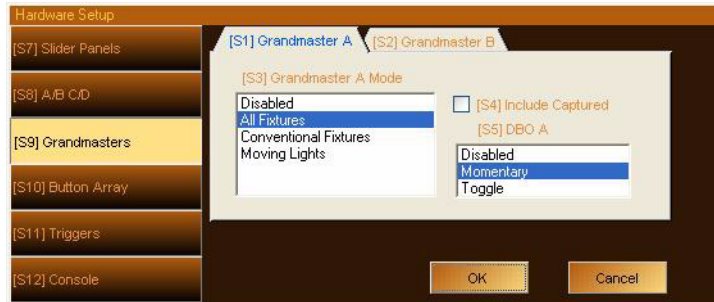 Hardware Setup
[S7] Slider Panels
[S8] A/B C/D
[S9] Grandmasters
[S10] Button Array
[S11] Triggers
[S12] Console
[S1] Grandmaster A
[S2] Grandmaster B
[S3] Grandmaster A Mode
Disabled
All Fixtures
Conventional Fixtures
Moving Lights
[S4] Include Captured
[S5] DBO A
Disabled
Momentary
Toggle
OK
Cancel